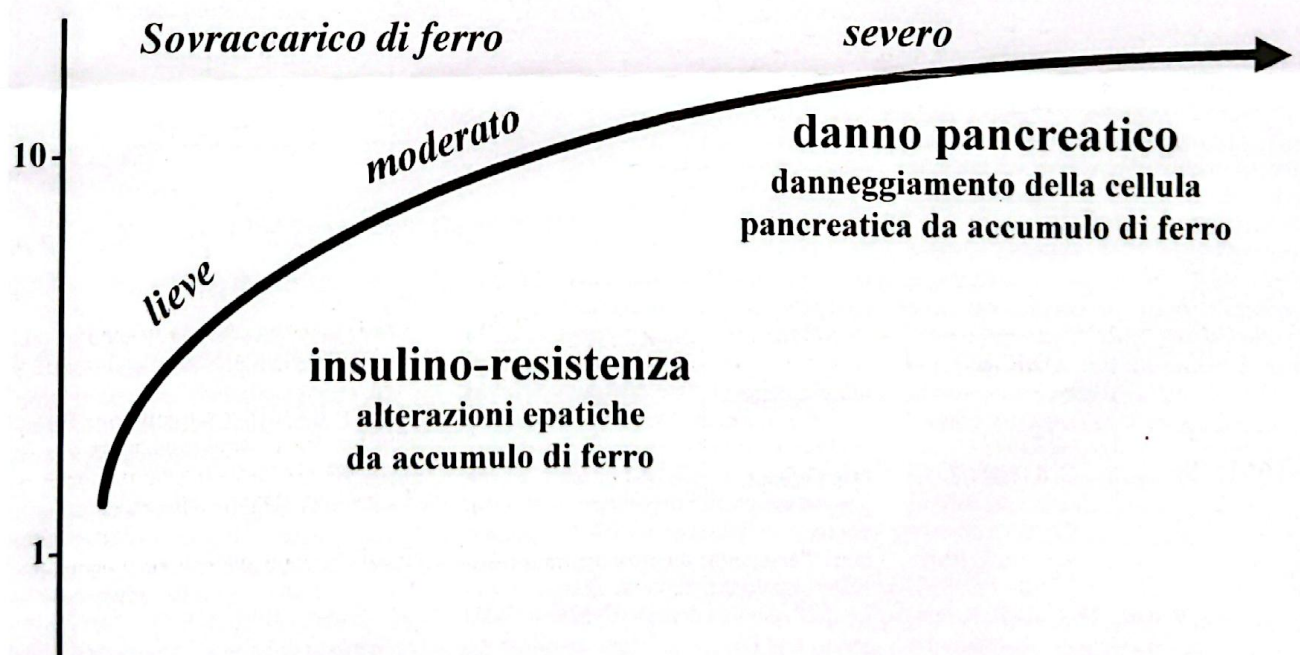 Sovraccarico di ferro
severo
10
moderato
danno pancreatico
danneggiamento della cellula
pancreatica da accumulo di ferro
lieve
insulino-resistenza
alterazioni epatiche
da accumulo di ferro
1